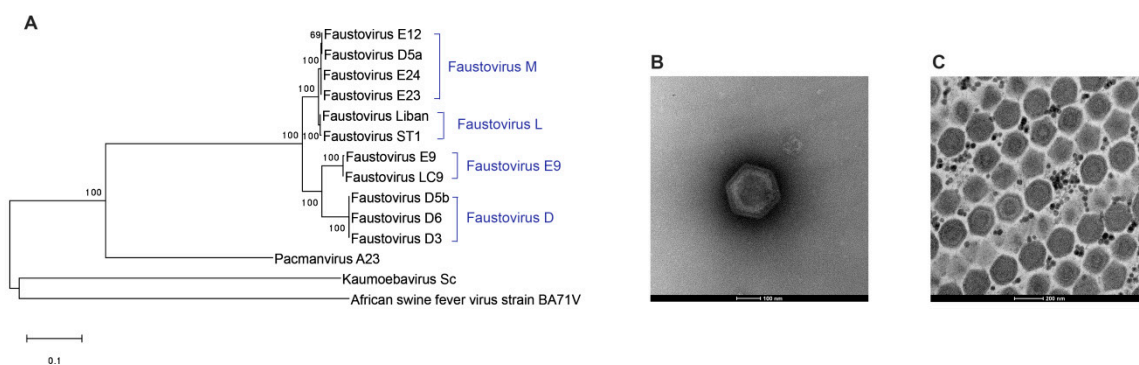 A
69
Faustovirus E12
Faustovirus D5a
100
Faustovirus E24
Faustovirus M
100
Faustovirus E23
Faustovirus Liban
Faustovirus L
100
100
Faustovirus ST1
Faustovirus E9
100
Faustovirus E9
Faustovirus LC9
100
Faustovirus D5b
100
Faustovirus D6
Faustovirus D
100
Faustovirus D3
Pacmanvirus A23
Kaumoebavirus Sc
African swine fever virus strain BA71V
0.1
B
100 nm
C
200 nm